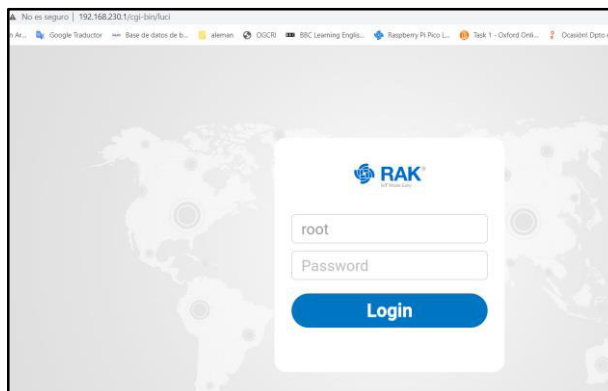 No es seguro | 192.168.230.1/cgi-bin/luci
Ar... Google Traductor Base de datos de b... aleman OGCRI BBC Learning Englis... Raspberry Pi Pico L... Task 1 - Oxford Onli... Ocasión! Dpto
RAK
root
Password
Login